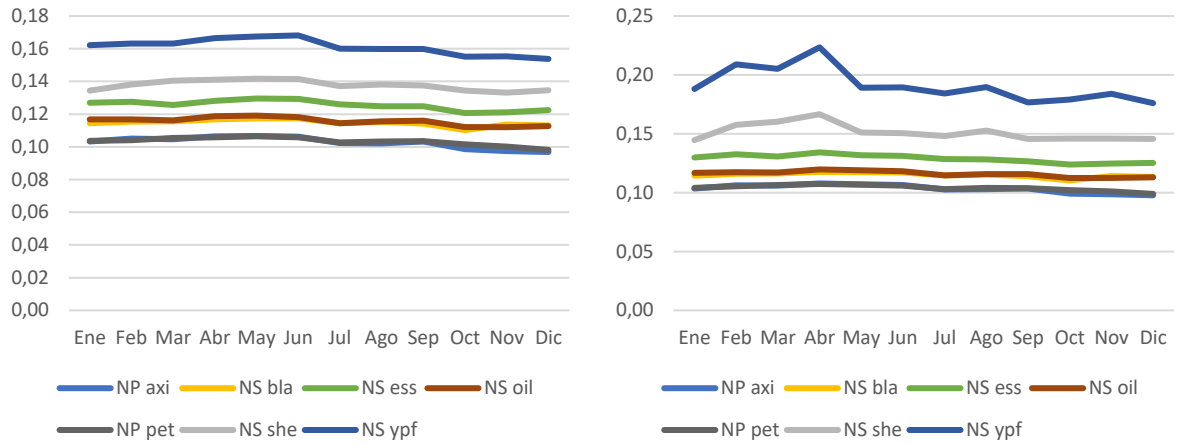 0,18
0,16
0,14
0,12
0,10
0,08
0,06
0,04
0,02
0,00
Ene Feb Mar Abr May Jun Jul Ago Sep Oct Nov Dic
NP axi NS bla NS ess NS oil
NP pet NS she NS ypf
0,25
0,20
0,15
0,10
0,05
0,00
Ene Feb Mar Abr May Jun Jul Ago Sep Oct Nov Dic
NP axi NS bla NS ess NS oil
NP pet NS she NS ypf